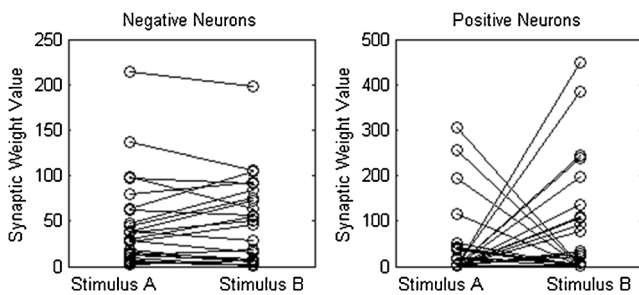 Negative Neurons
Synaptic Weight Value
250
200
150
100
50
0
Stimulus A
Stimulus B
Positive Neurons
Synaptic Weight Value
500
400
300
200
100
0
Stimulus A
Stimulus B